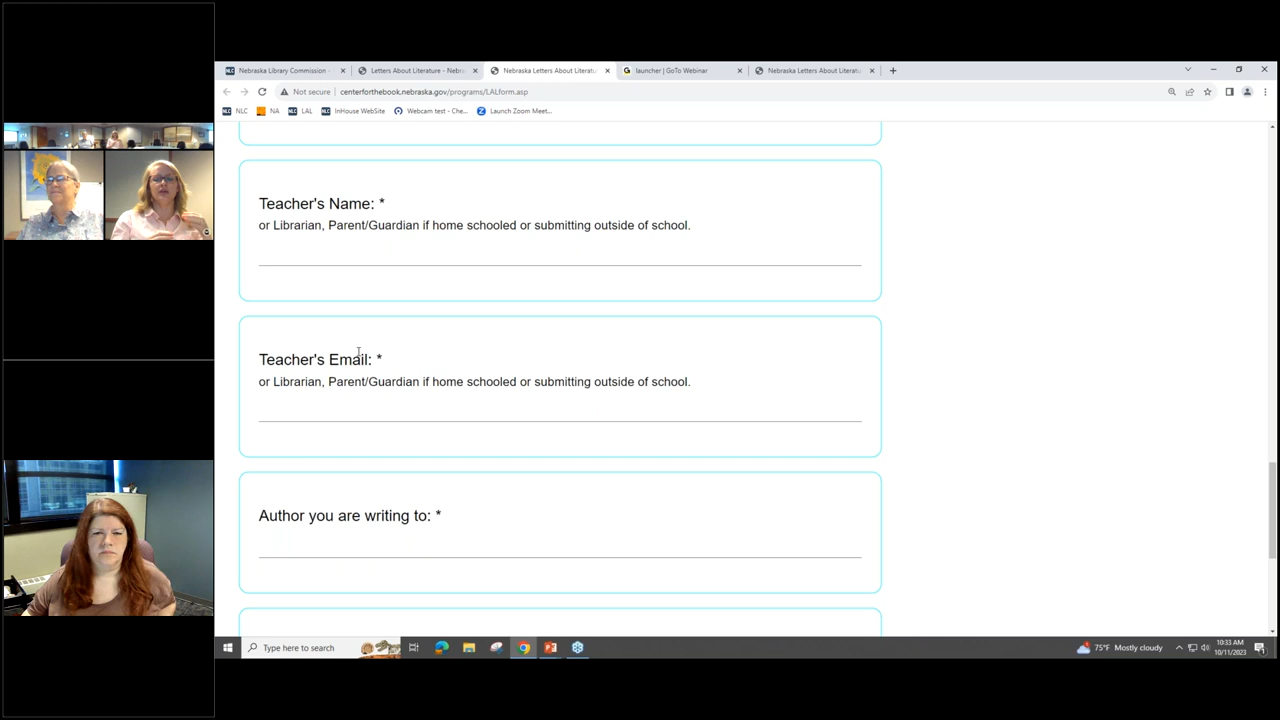 Nebraska Library Commission -
Letters About Literature - Nebra
Nebraska Letters About Literatu
launcher | GoTo Webinar
Nebraska Letters About Literatu
Not secure
centerforthebook.nebraska.gov/programs/LALform.asp
NLC
NA
LAL
InHouse WebSite
Webcam test - Che...
Launch Zoom Meet...
Teacher's Name: *
or Librarian, Parent/Guardian if home schooled or submitting outside of school.
Teacher's Email: *
or Librarian, Parent/Guardian if home schooled or submitting outside of school.
Author you are writing to: *
Type here to search
75°F Mostly cloudy
10:33 AM
10/11/2023